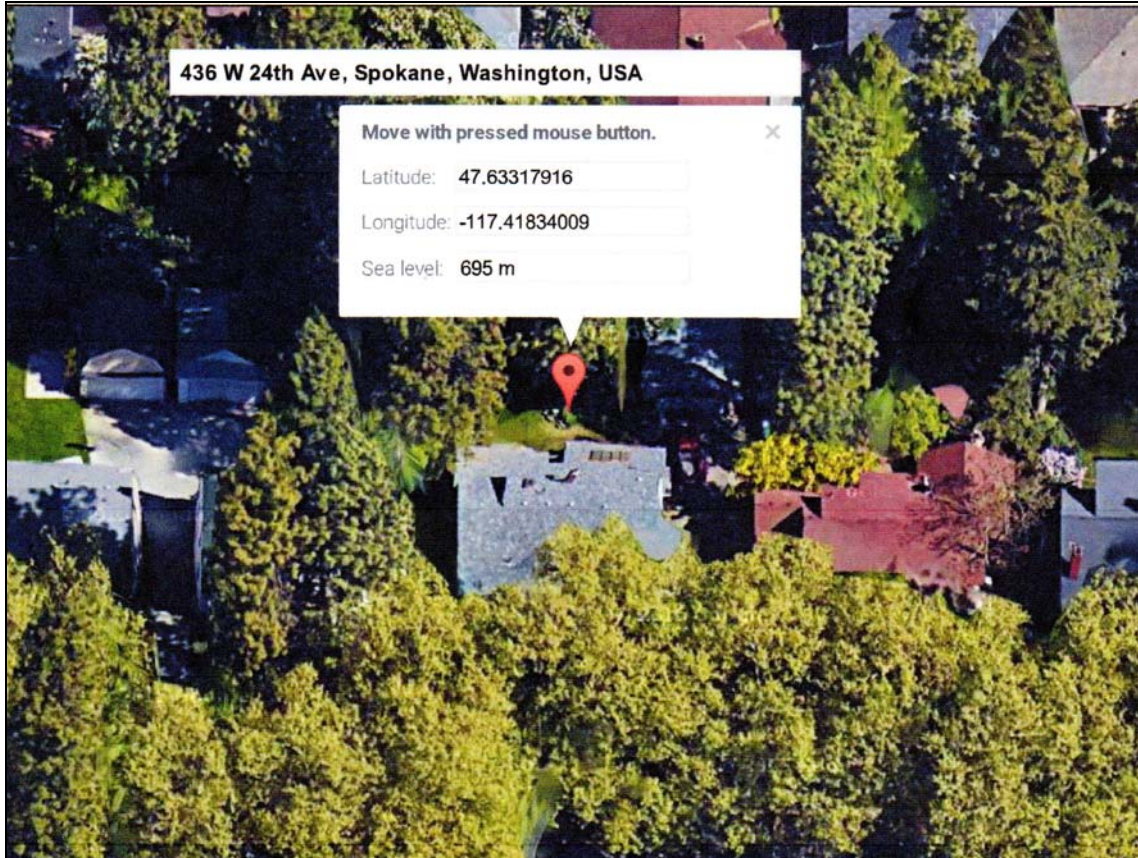 436 W 24th Ave, Spokane, Washington, USA
Move with pressed mouse button. ×
Latitude: 47.63317916
Longitude: -117.41834009
Sea level: 695 m